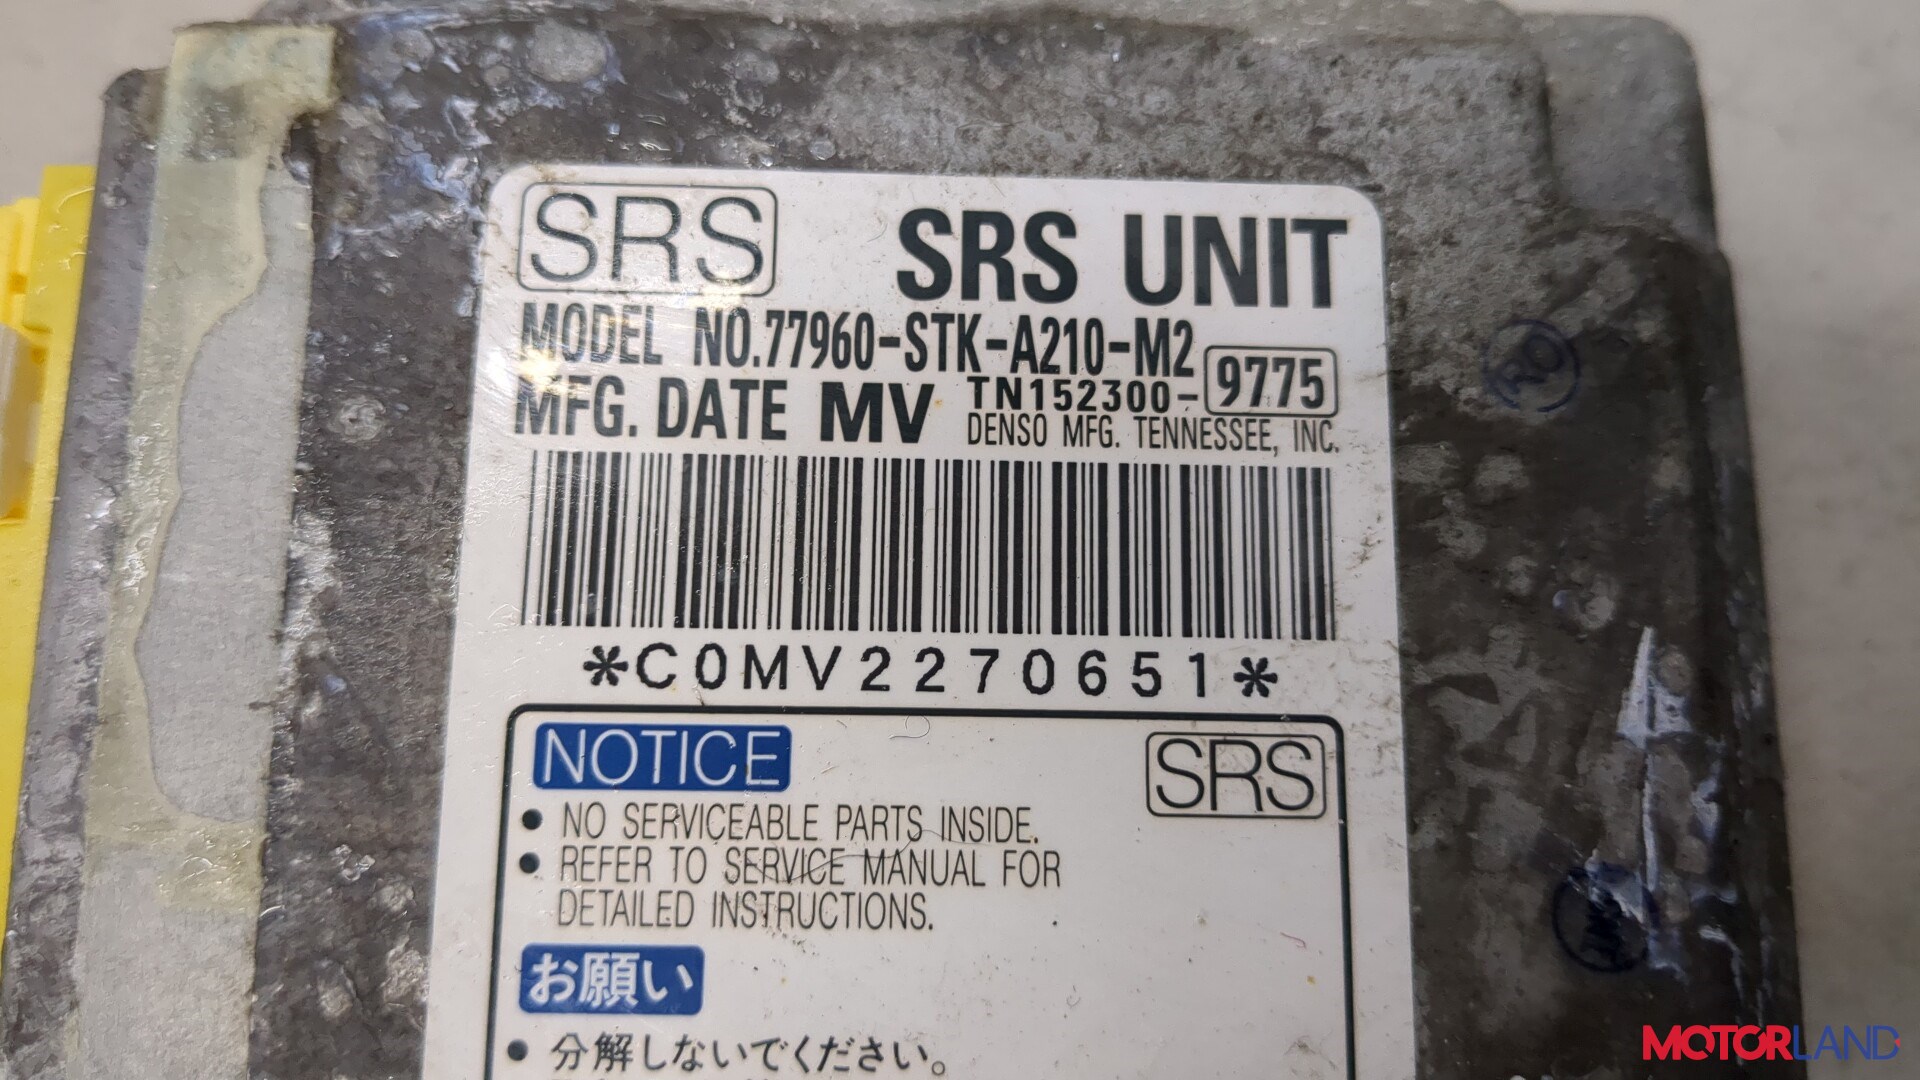 SRS SRS UNIT
MODEL NO.77960-STK-A210-M2
MFG. DATE MV TN152300-9775
DENSO MFG. TENNESSEE, INC.
*C0MV2270651*
NOTICE SRS
• NO SERVICEABLE PARTS INSIDE.
• REFER TO SERVICE MANUAL FOR
DETAILED INSTRUCTIONS.
お願い
• 分解しないでください。
RO
MOTORLAND